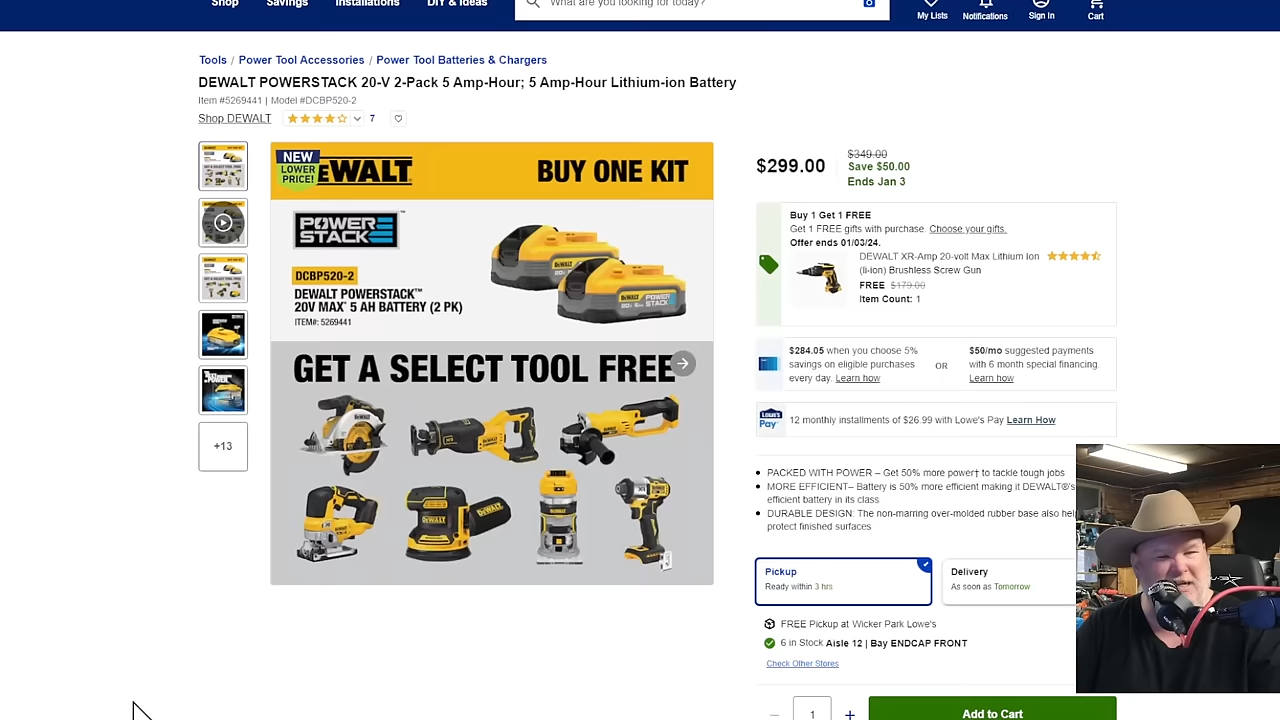 Shop Savings Installations DIY & Ideas
What are you looking for today?
My Lists Notifications Sign In Cart
Tools / Power Tool Accessories / Power Tool Batteries & Chargers
DEWALT POWERSTACK 20-V 2-Pack 5 Amp-Hour; 5 Amp-Hour Lithium-ion Battery
Item #5269441 | Model #DCBP520-2
Shop DEWALT 7
+13
NEW
LOWER
PRICE!
EWALT
BUY ONE KIT
POWER
STACK
DCBP520-2
DEWALT POWERSTACK™
20V MAX* 5 AH BATTERY (2 PK)
ITEM#: 5269441
GET A SELECT TOOL FREE
$299.00
$349.00
Save $50.00
Ends Jan 3
Buy 1 Get 1 FREE
Get 1 FREE gifts with purchase. Choose your gifts.
Offer ends 01/03/24.
DEWALT XR-Amp 20-volt Max Lithium Ion
(li-ion) Brushless Screw Gun
FREE $179.00
Item Count: 1
$284.05 when you choose 5%
savings on eligible purchases
every day. Learn how
OR
$50/mo suggested payments
with 6 month special financing.
Learn how
LOWE'S
Pay
12 monthly installments of $26.99 with Lowe's Pay Learn How
PACKED WITH POWER – Get 50% more power† to tackle tough jobs
MORE EFFICIENT– Battery is 50% more efficient making it DEWALT®'s
efficient battery in its class
DURABLE DESIGN: The non-marring over-molded rubber base also hel
protect finished surfaces
Pickup
Ready within 3 hrs
Delivery
As soon as Tomorrow
FREE Pickup at Wicker Park Lowe's
6 in Stock Aisle 12 | Bay ENDCAP FRONT
Check Other Stores
− 1 +
Add to Cart